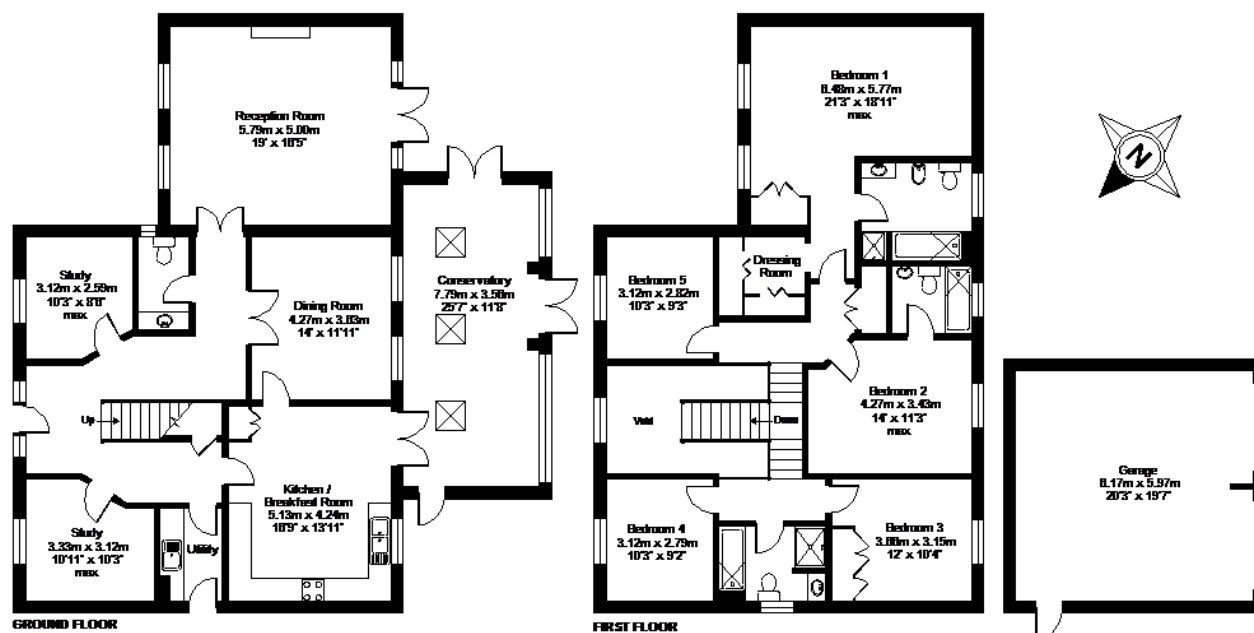 Reception Room
5.79m x 5.00m
19' x 16'5"
Study
3.12m x 2.59m
10'3" x 8'6"
max
Dining Room
4.27m x 3.63m
14' x 11'11"
Conservatory
7.79m x 3.56m
25'7" x 11'8"
Up
Kitchen /
Breakfast Room
5.13m x 4.24m
16'9" x 13'11"
Study
3.33m x 3.12m
10'11" x 10'3"
max
Utility
GROUND FLOOR
Bedroom 1
6.48m x 5.77m
21'3" x 18'11"
max
Dressing
Room
Bedroom 5
3.12m x 2.82m
10'3" x 9'3"
Bedroom 2
4.27m x 3.43m
14' x 11'3"
max
Void
Down
Bedroom 4
3.12m x 2.79m
10'3" x 9'2"
Bedroom 3
3.66m x 3.15m
12' x 10'4"
FIRST FLOOR
N
Garage
6.17m x 5.97m
20'3" x 19'7"